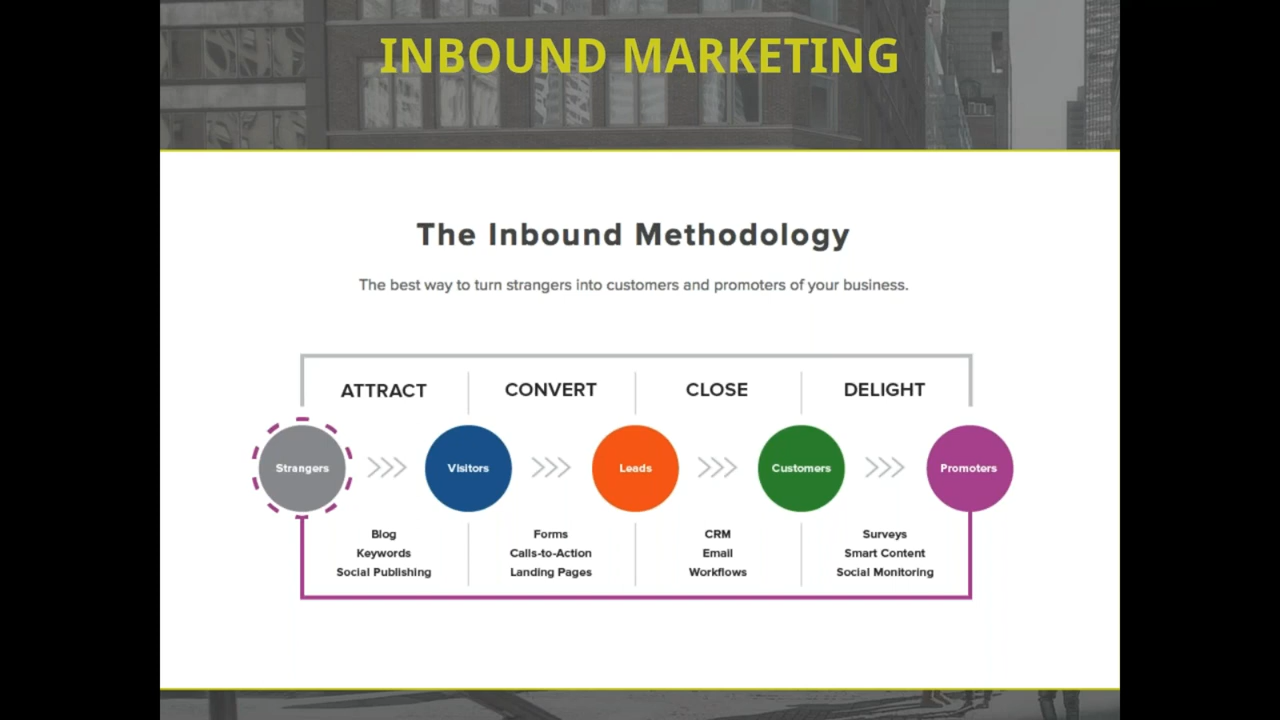 INBOUND MARKETING
The Inbound Methodology
The best way to turn strangers into customers and promoters of your business.
ATTRACT CONVERT CLOSE DELIGHT
Strangers Visitors Leads Customers Promoters
Blog Forms CRM Surveys
Keywords Calls-to-Action Email Smart Content
Social Publishing Landing Pages Workflows Social Monitoring